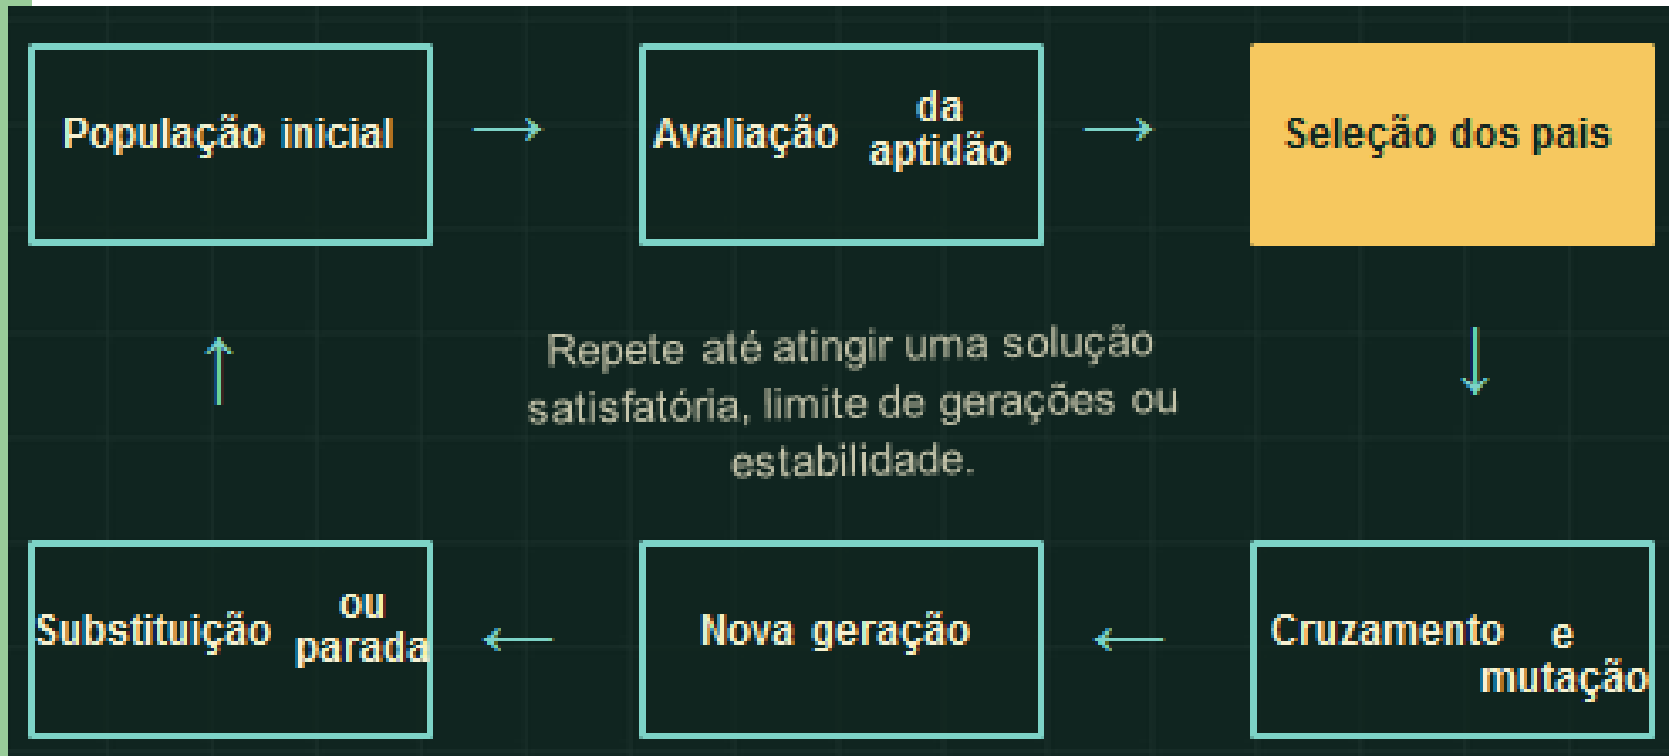 População inicial
Avaliação da
aptidão
Seleção dos pais
Repete até atingir uma solução
satisfatória, limite de gerações ou
estabilidade.
Substituição ou
parada
Nova geração
Cruzamento e
mutação